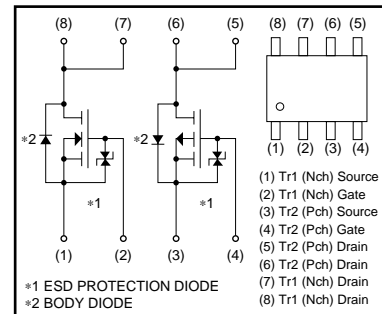 (8) (7) (6) (5)
(8) (7) (6) (5)
*2
*1
*2
*1
(1) (2) (3) (4)
(1) (2) (3) (4)
(1) Tr1 (Nch) Source
(2) Tr1 (Nch) Gate
(3) Tr2 (Pch) Source
(4) Tr2 (Pch) Gate
(5) Tr2 (Pch) Drain
(6) Tr2 (Pch) Drain
(7) Tr1 (Nch) Drain
(8) Tr1 (Nch) Drain
*1 ESD PROTECTION DIODE
*2 BODY DIODE